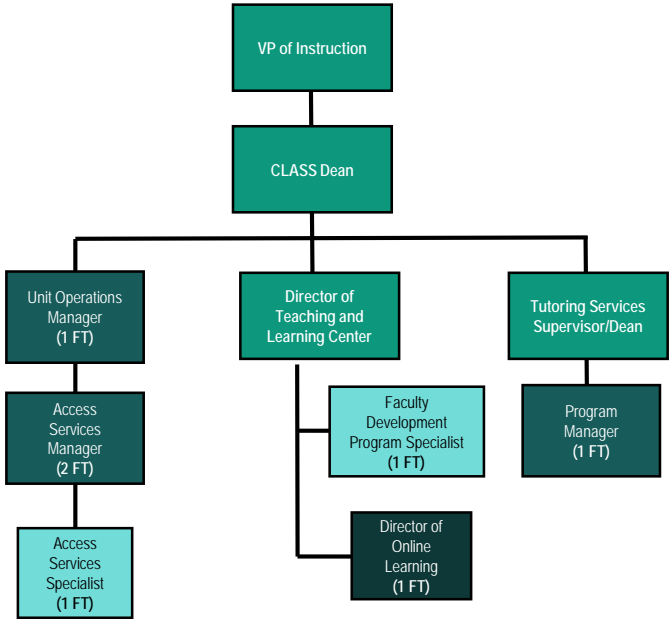 VP of Instruction
CLASS Dean
Unit Operations
Manager
(1 FT)
Director of
Teaching and
Learning Center
Tutoring Services
Supervisor/Dean
Access
Services
Manager
(2 FT)
Faculty
Development
Program Specialist
(1 FT)
Program
Manager
(1 FT)
Access
Services
Specialist
(1 FT)
Director of
Online
Learning
(1 FT)